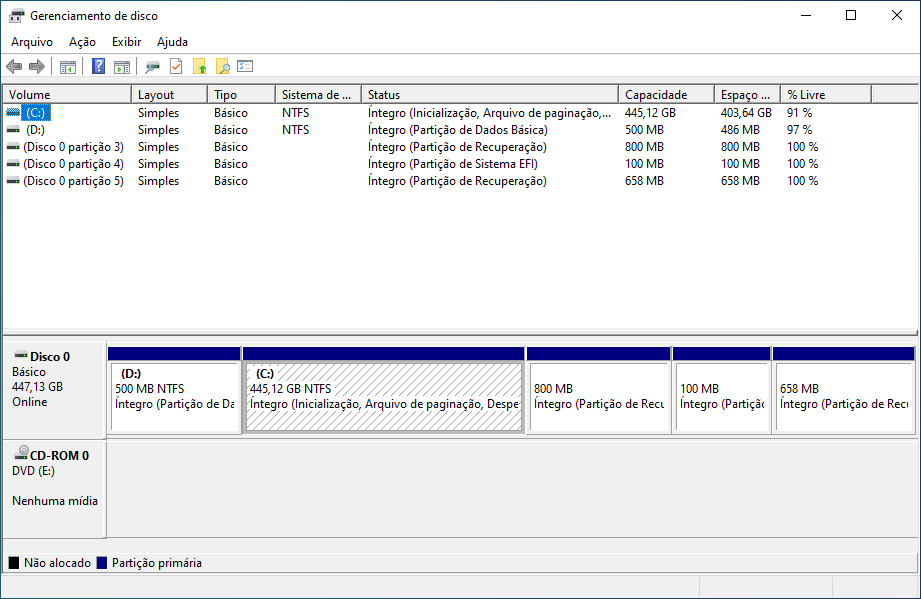 Gerenciamento de disco
Arquivo Ação Exibir Ajuda
Volume Layout Tipo Sistema de ... Status Capacidade Espaço ... % Livre
(C:) Simples Básico NTFS Íntegro (Inicialização, Arquivo de paginação,... 445,12 GB 403,64 GB 91 %
(D:) Simples Básico NTFS Íntegro (Partição de Dados Básica) 500 MB 486 MB 97 %
(Disco 0 partição 3) Simples Básico Íntegro (Partição de Recuperação) 800 MB 800 MB 100 %
(Disco 0 partição 4) Simples Básico Íntegro (Partição de Sistema EFI) 100 MB 100 MB 100 %
(Disco 0 partição 5) Simples Básico Íntegro (Partição de Recuperação) 658 MB 658 MB 100 %
Disco 0
Básico
447,13 GB
Online
(D:)
500 MB NTFS
Íntegro (Partição de Da
(C:)
445,12 GB NTFS
Íntegro (Inicialização, Arquivo de paginação, Despe
800 MB
Íntegro (Partição de Recu
100 MB
Íntegro (Partiçã
658 MB
Íntegro (Partição de Recu
CD-ROM 0
DVD (E:)
Nenhuma mídia
Não alocado Partição primária